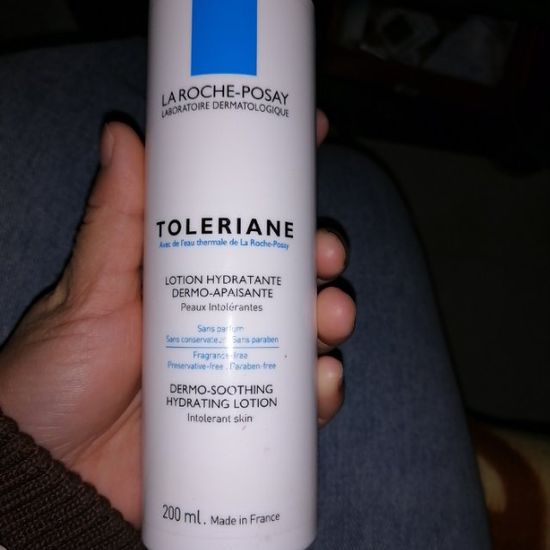 LA ROCHE-POSAY
LABORATOIRE DERMATOLOGIQUE
TOLERIANE
Avec de l'eau thermale de La Roche-Posay
LOTION HYDRATANTE
DERMO-APAISANTE
Peaux Intolérantes
Sans parfum
Sans conservateur. Sans paraben
Fragrance-free
Preservative-free. Paraben-free
DERMO-SOOTHING
HYDRATING LOTION
Intolerant skin
200 ml. Made in France